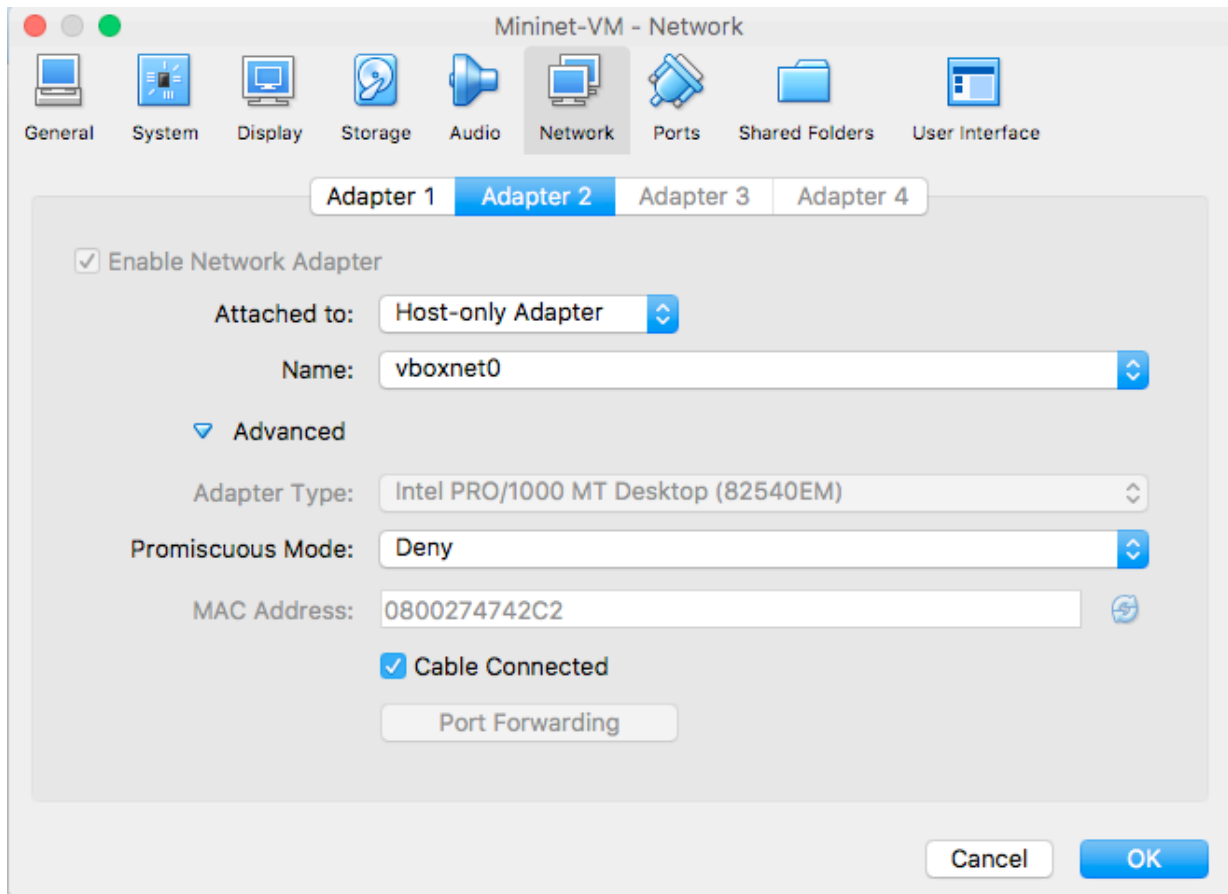 Mininet-VM - Network
General System Display Storage Audio Network Ports Shared Folders User Interface
Adapter 1 Adapter 2 Adapter 3 Adapter 4
Enable Network Adapter
Attached to: Host-only Adapter
Name: vboxnet0
Advanced
Adapter Type: Intel PRO/1000 MT Desktop (82540EM)
Promiscuous Mode: Deny
MAC Address: 0800274742C2
Cable Connected
Port Forwarding
Cancel OK